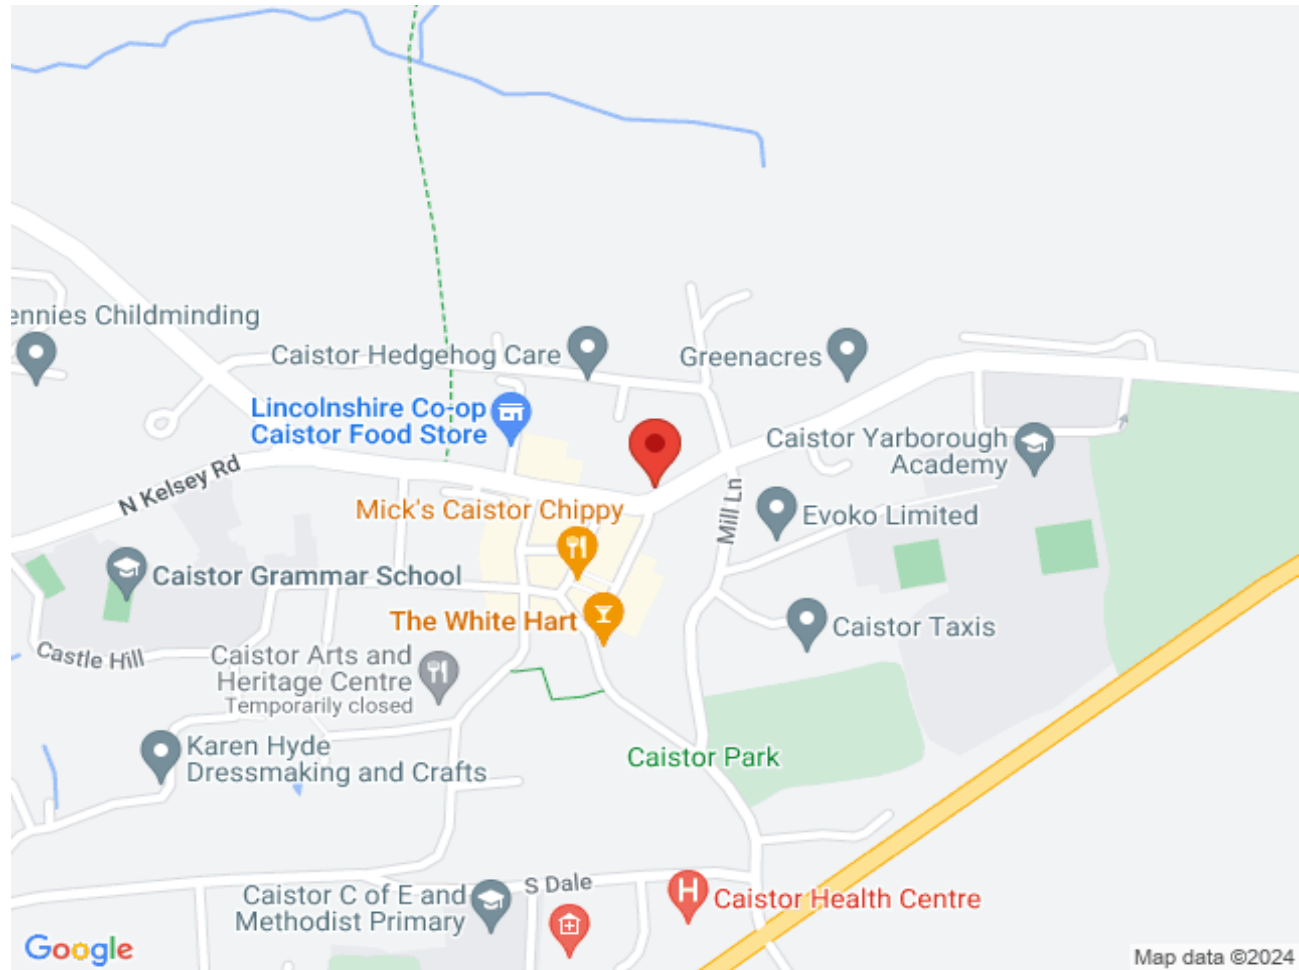 ennies Childminding
Caistor Hedgehog Care
Greenacres
Lincolnshire Co-op
Caistor Food Store
Caistor Yarborough
Academy
N Kelsey Rd
Mick's Caistor Chippy
Mill Ln
Evoko Limited
Caistor Grammar School
The White Hart
Caistor Taxis
Castle Hill
Caistor Arts and
Heritage Centre
Temporarily closed
Karen Hyde
Dressmaking and Crafts
Caistor Park
S Dale
Caistor C of E and
Methodist Primary
H
Caistor Health Centre
Google
Map data ©2024